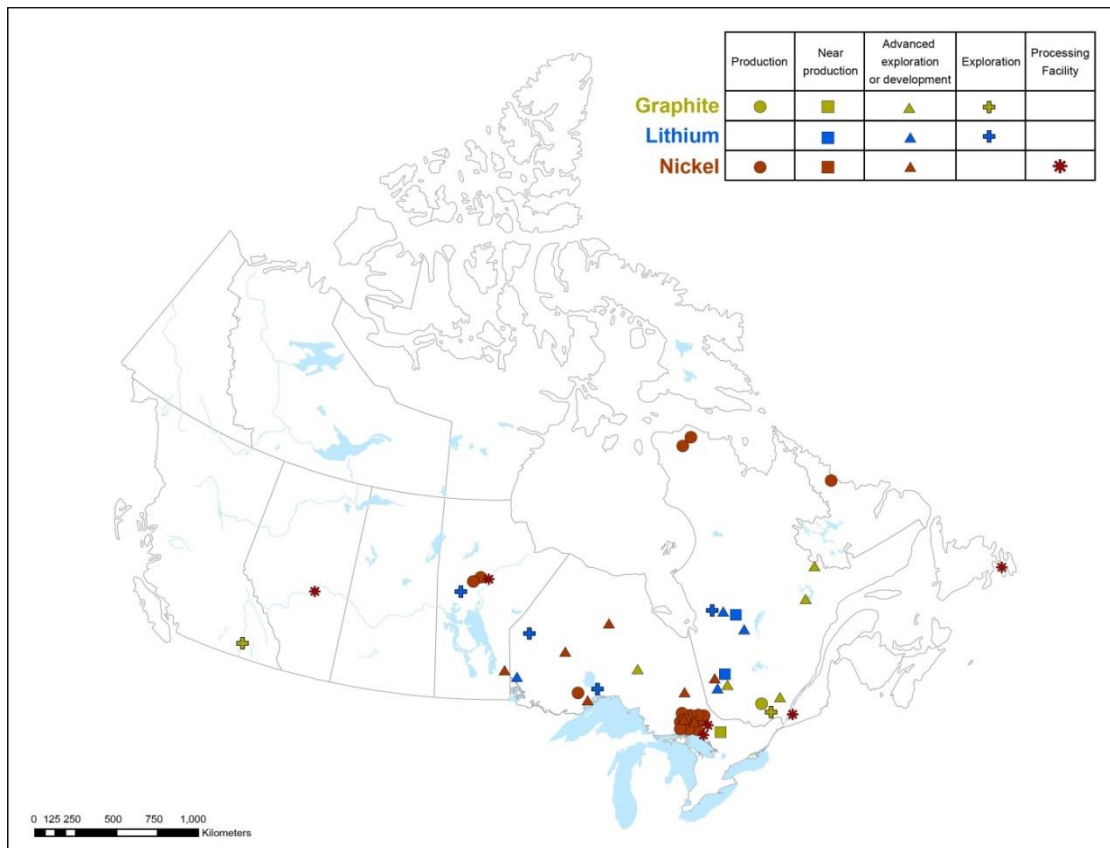 Production
Near
production
Advanced
exploration
or development
Exploration
Processing
Facility
Graphite
Lithium
Nickel
0 125 250 500 750 1,000
Kilometers